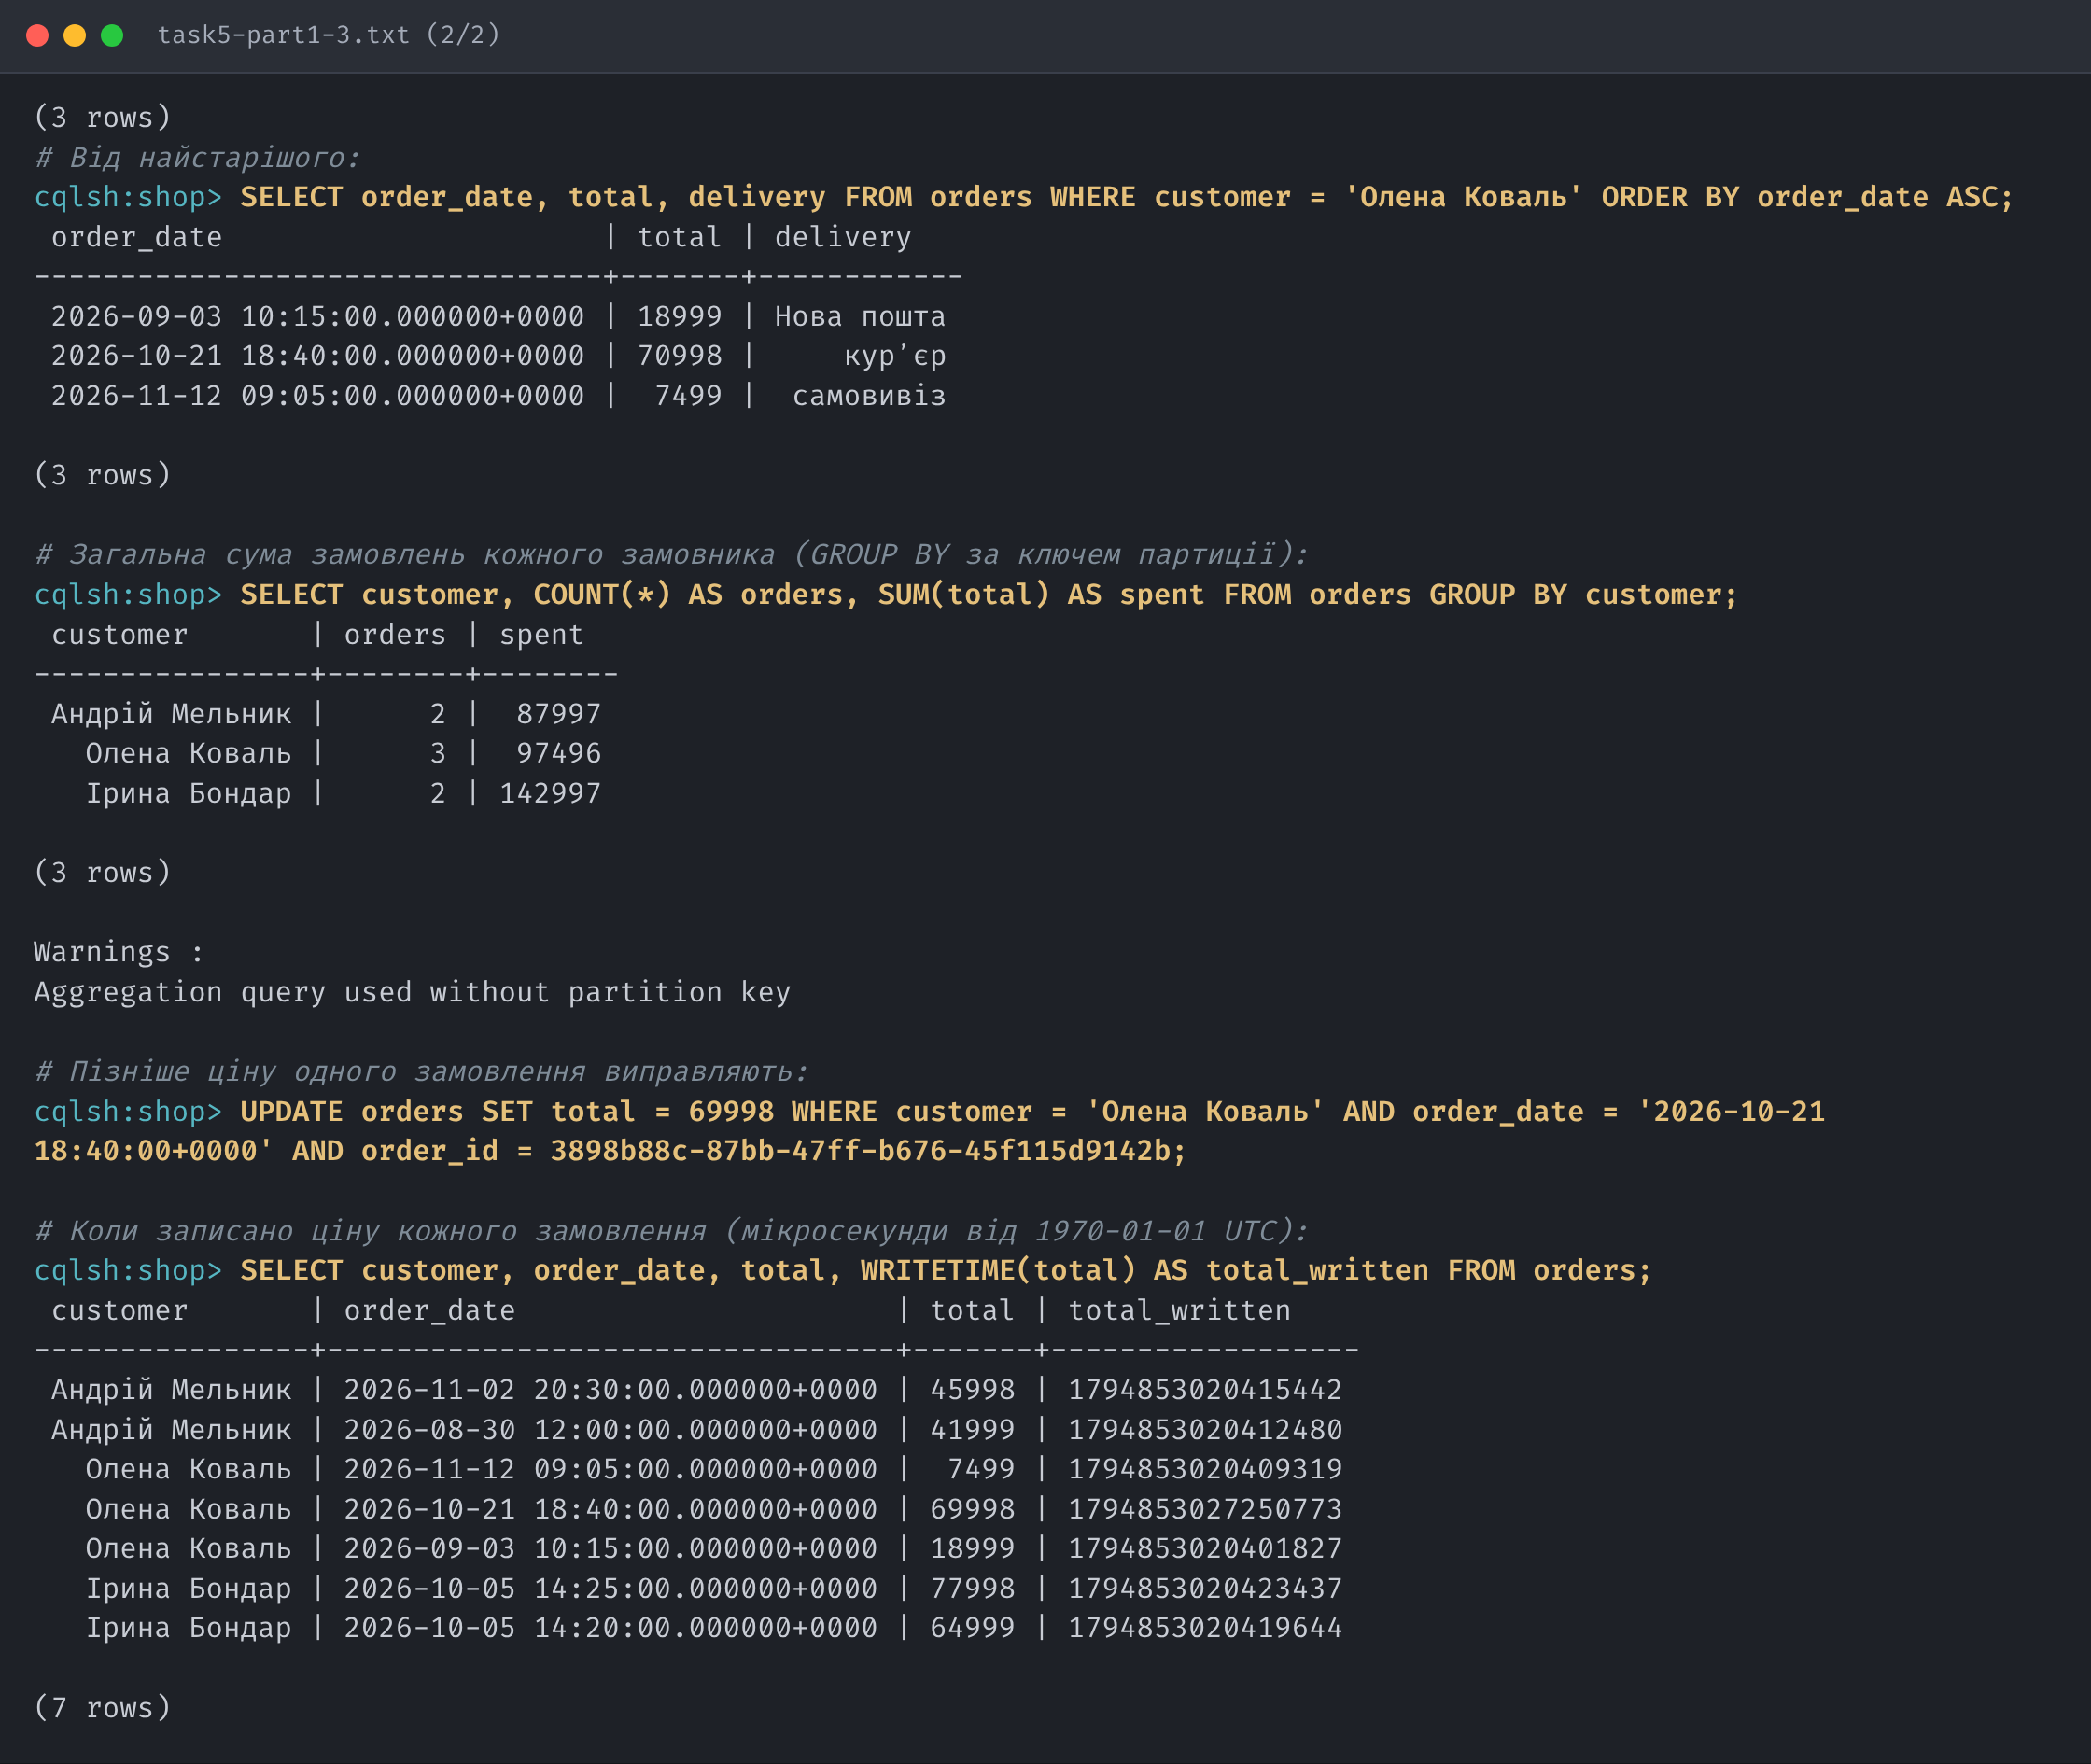 task5-part1-3.txt (2/2)
(3 rows)
# Від найстарішого:
cqlsh:shop> SELECT order_date, total, delivery FROM orders WHERE customer = 'Олена Коваль' ORDER BY order_date ASC;
 order_date                      | total | delivery
---------------------------------+-------+------------
 2026-09-03 10:15:00.000000+0000 | 18999 | Нова пошта
 2026-10-21 18:40:00.000000+0000 | 70998 |     курʼєр
 2026-11-12 09:05:00.000000+0000 |  7499 |  самовивіз
(3 rows)
# Загальна сума замовлень кожного замовника (GROUP BY за ключем партиції):
cqlsh:shop> SELECT customer, COUNT(*) AS orders, SUM(total) AS spent FROM orders GROUP BY customer;
 customer       | orders | spent
----------------+--------+--------
 Андрій Мельник |      2 |  87997
   Олена Коваль |      3 |  97496
   Ірина Бондар |      2 | 142997
(3 rows)
Warnings :
Aggregation query used without partition key
# Пізніше ціну одного замовлення виправляють:
cqlsh:shop> UPDATE orders SET total = 69998 WHERE customer = 'Олена Коваль' AND order_date = '2026-10-21
18:40:00+0000' AND order_id = 3898b88c-87bb-47ff-b676-45f115d9142b;
# Коли записано ціну кожного замовлення (мікросекунди від 1970-01-01 UTC):
cqlsh:shop> SELECT customer, order_date, total, WRITETIME(total) AS total_written FROM orders;
 customer       | order_date                      | total | total_written
----------------+---------------------------------+-------+------------------
 Андрій Мельник | 2026-11-02 20:30:00.000000+0000 | 45998 | 1794853020415442
 Андрій Мельник | 2026-08-30 12:00:00.000000+0000 | 41999 | 1794853020412480
   Олена Коваль | 2026-11-12 09:05:00.000000+0000 |  7499 | 1794853020409319
   Олена Коваль | 2026-10-21 18:40:00.000000+0000 | 69998 | 1794853027250773
   Олена Коваль | 2026-09-03 10:15:00.000000+0000 | 18999 | 1794853020401827
   Ірина Бондар | 2026-10-05 14:25:00.000000+0000 | 77998 | 1794853020423437
   Ірина Бондар | 2026-10-05 14:20:00.000000+0000 | 64999 | 1794853020419644
(7 rows)